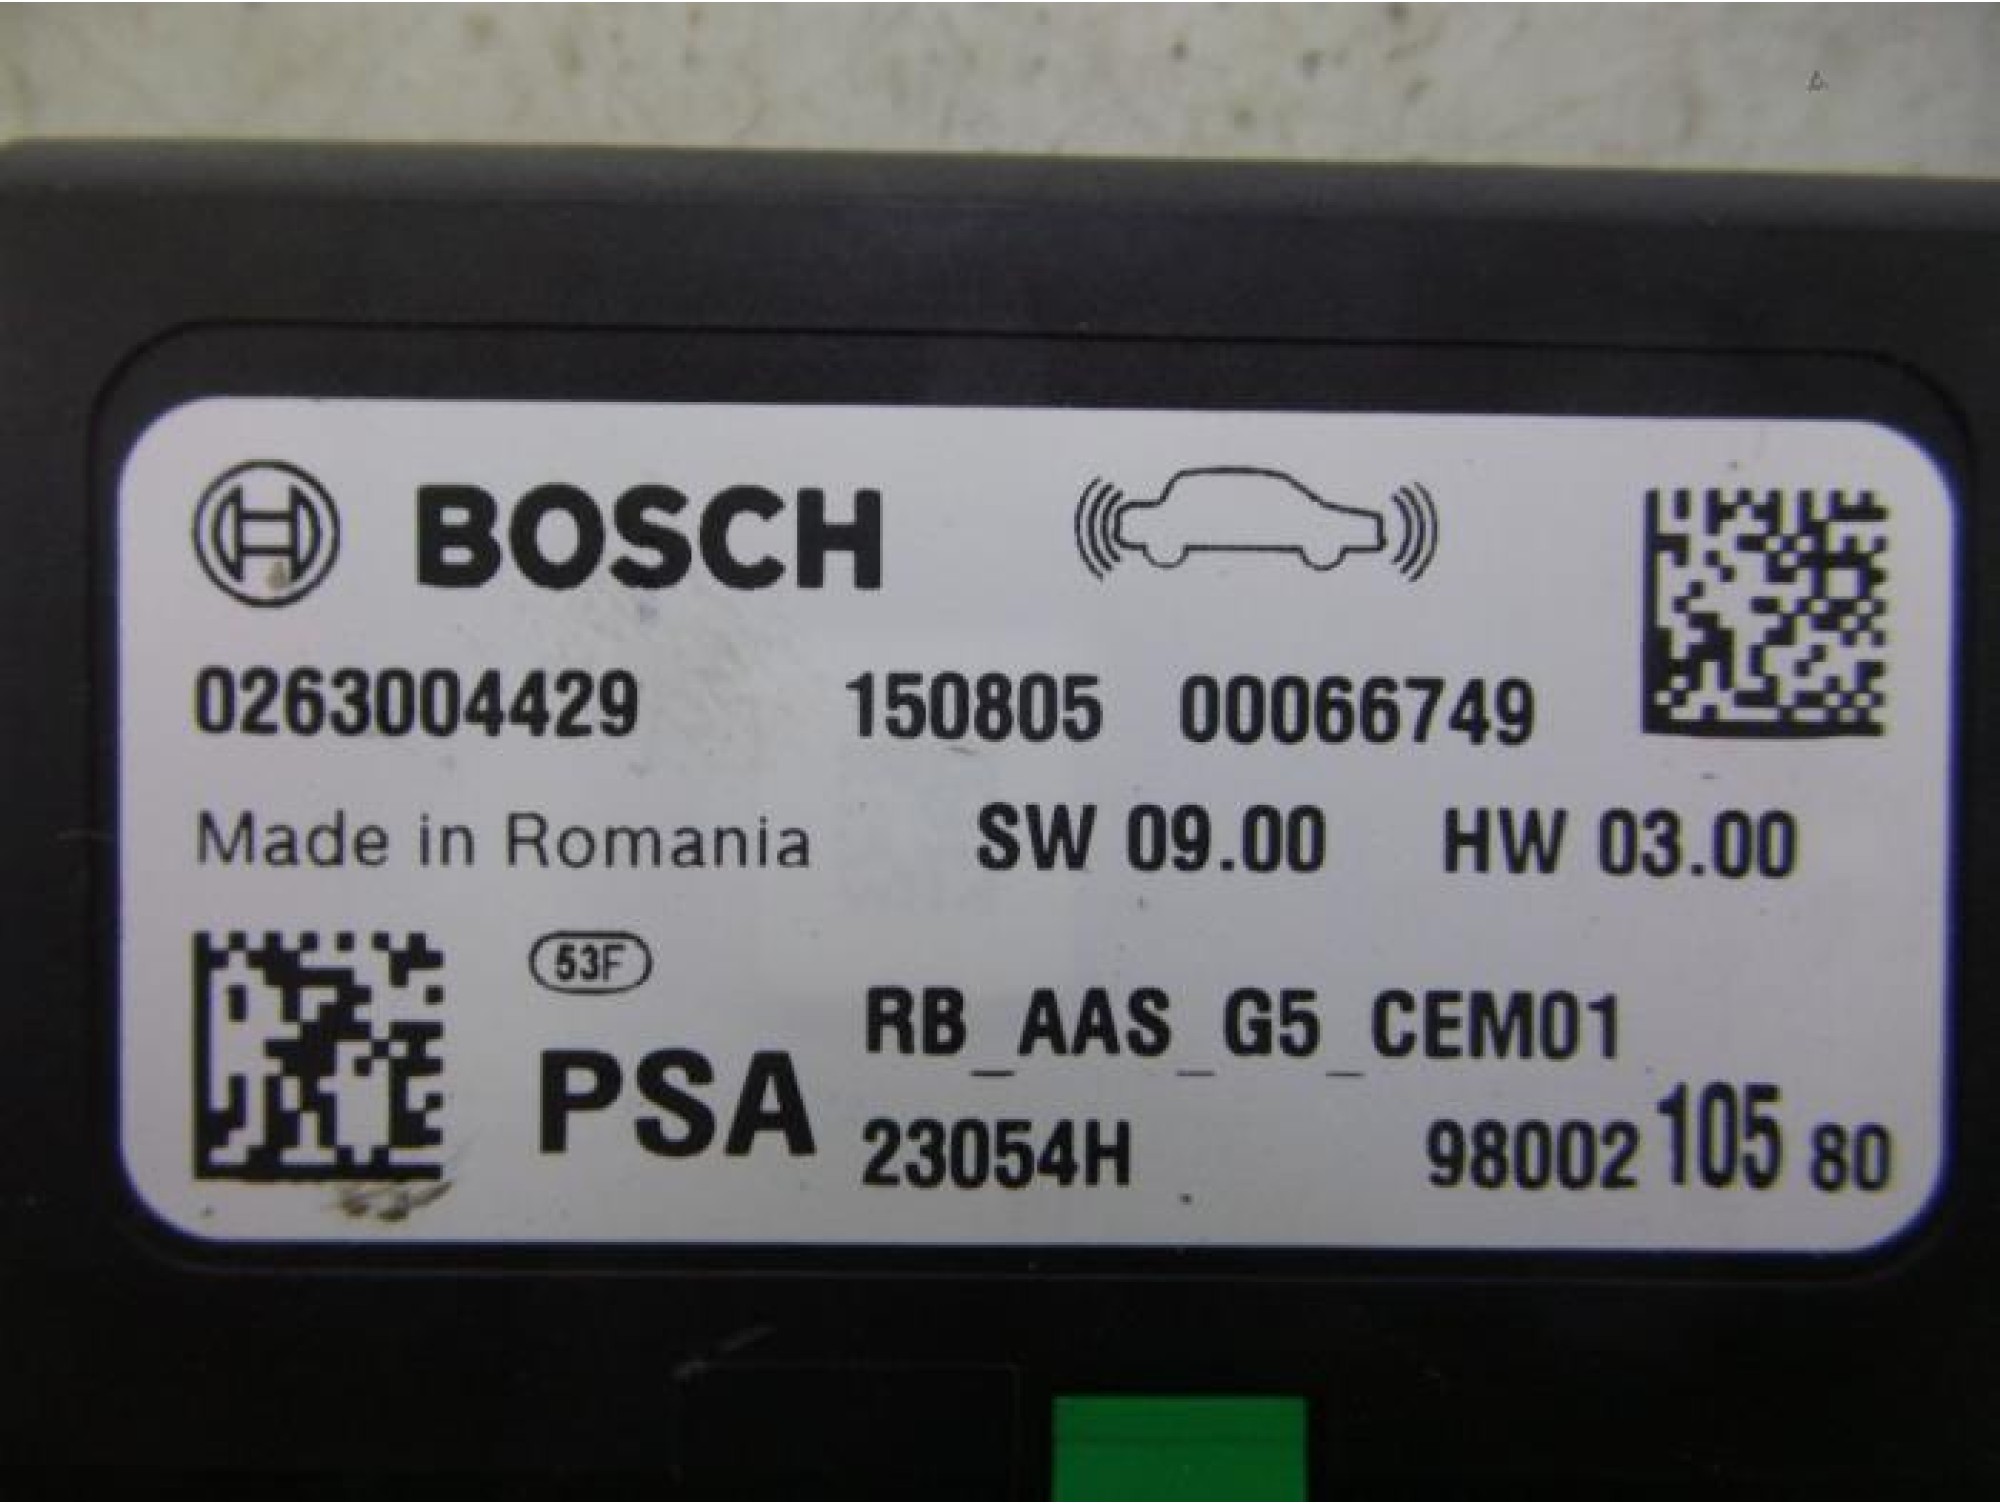 BOSCH
0263004429 150805 00066749
Made in Romania SW 09.00 HW 03.00
53F
RB_AAS_G5_CEM01
PSA
23054H 98002 105 80